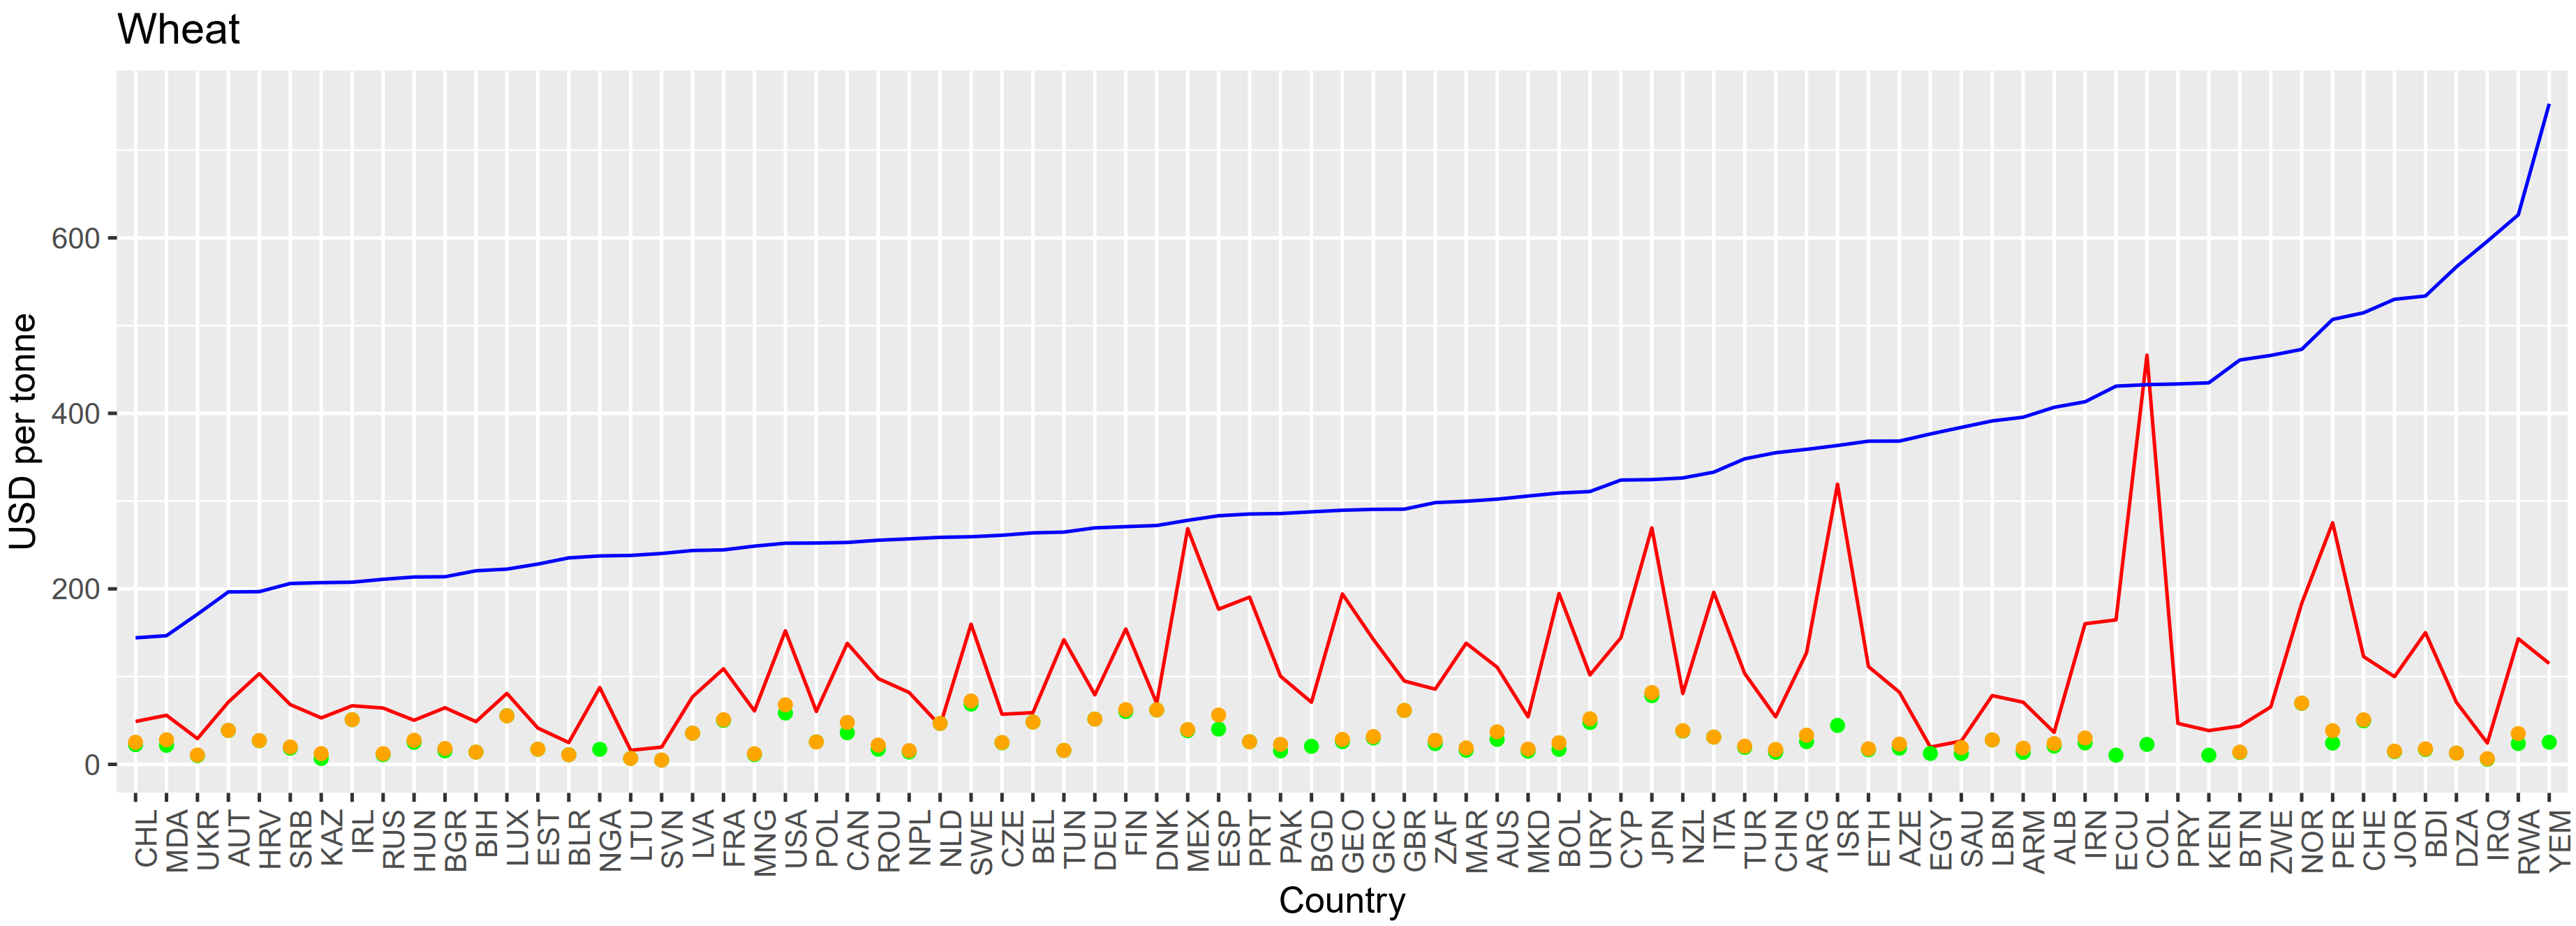 Wheat
USD per tonne
600
400
200
0
CHL MDA UKR AUT HRV SRB KAZ IRL RUS HUN BGR BIH LUX EST BLR NGA LTU SVN LVA FRA MNG USA POL CAN ROU NPL NLD SWE CZE BEL TUN DEU FIN DNK MEX ESP PRT PAK BGD GEO GRC GBR ZAF MAR AUS MKD BOL URY CYP JPN NZL ITA TUR CHN ARG ISR ETH AZE EGY SAU LBN ARM ALB IRN ECU COL PRY KEN BTN ZWE NOR PER CHE JOR BDI DZA IRQ RWA YEM
Country